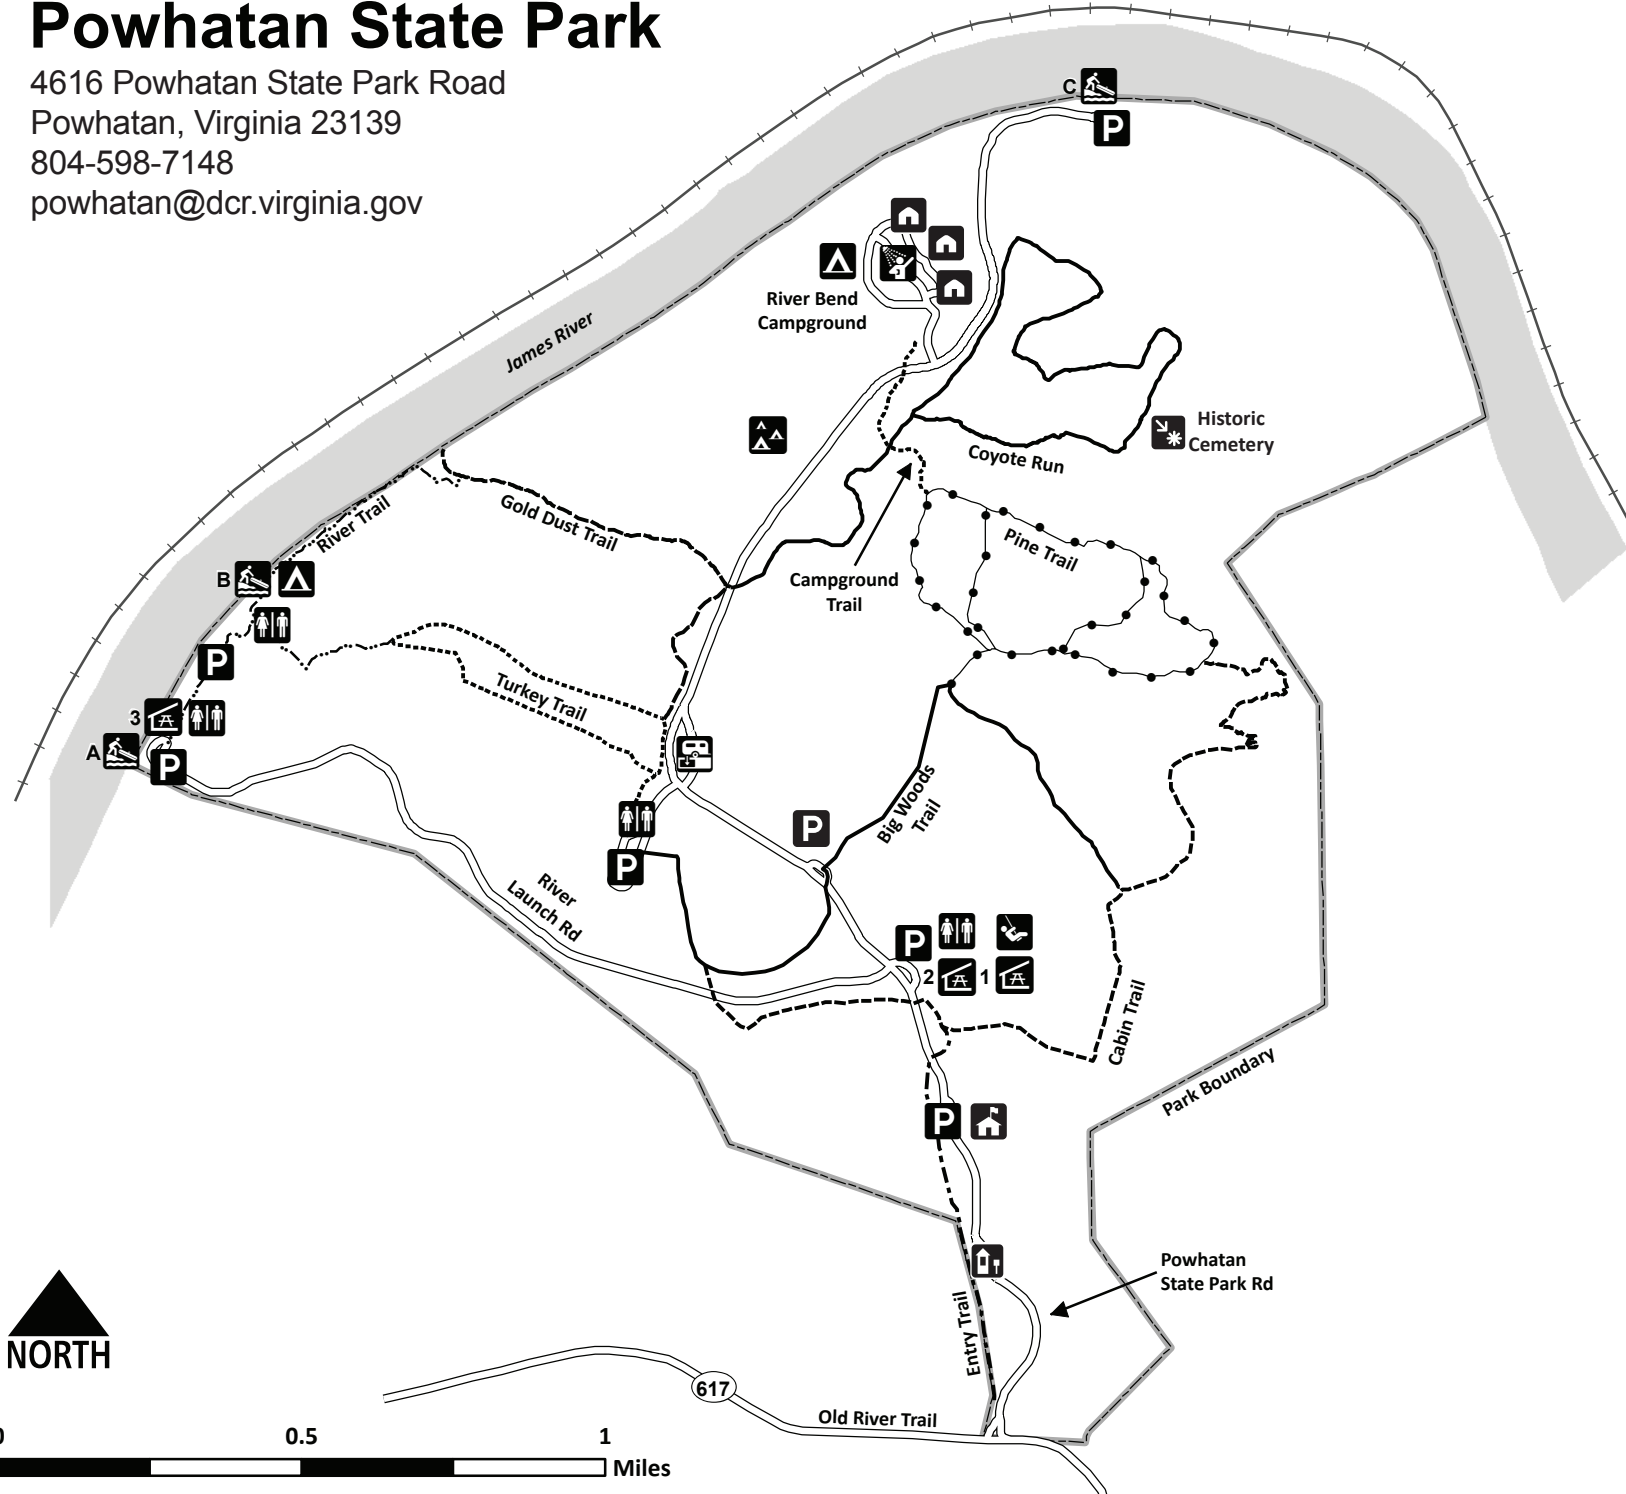 Powhatan State Park
4616 Powhatan State Park Road
Powhatan, Virginia 23139
804-598-7148
powhatan@dcr.virginia.gov
C
P
River Bend
Campground
James River
Historic
Cemetery
Coyote Run
River Trail
Gold Dust Trail
Pine Trail
Campground
Trail
B
P
Turkey Trail
3
A
P
Big Woods
Trail
P
P
River
Launch Rd
P
2
1
Cabin Trail
Park Boundary
P
Powhatan
State Park Rd
Entry Trail
NORTH
617
Old River Trail
0
0.5
1
Miles